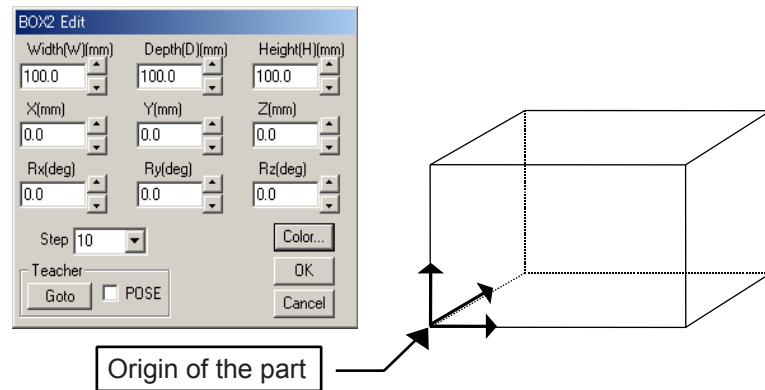 BOX2 Edit
Width(W)(mm) Depth(D)(mm) Height(H)(mm)
100.0 100.0 100.0
X(mm) Y(mm) Z(mm)
0.0 0.0 0.0
Rx(deg) Ry(deg) Rz(deg)
0.0 0.0 0.0
Step 10 Color...
Teacher OK
Goto POSE
Cancel
Origin of the part